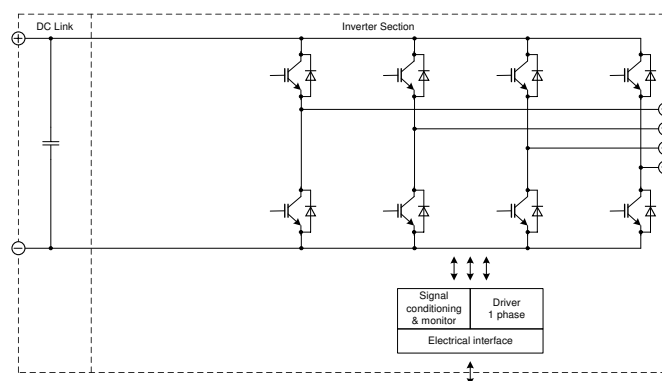 DC Link
Inverter Section
Signal
conditioning
& monitor
Driver
1 phase
Electrical interface